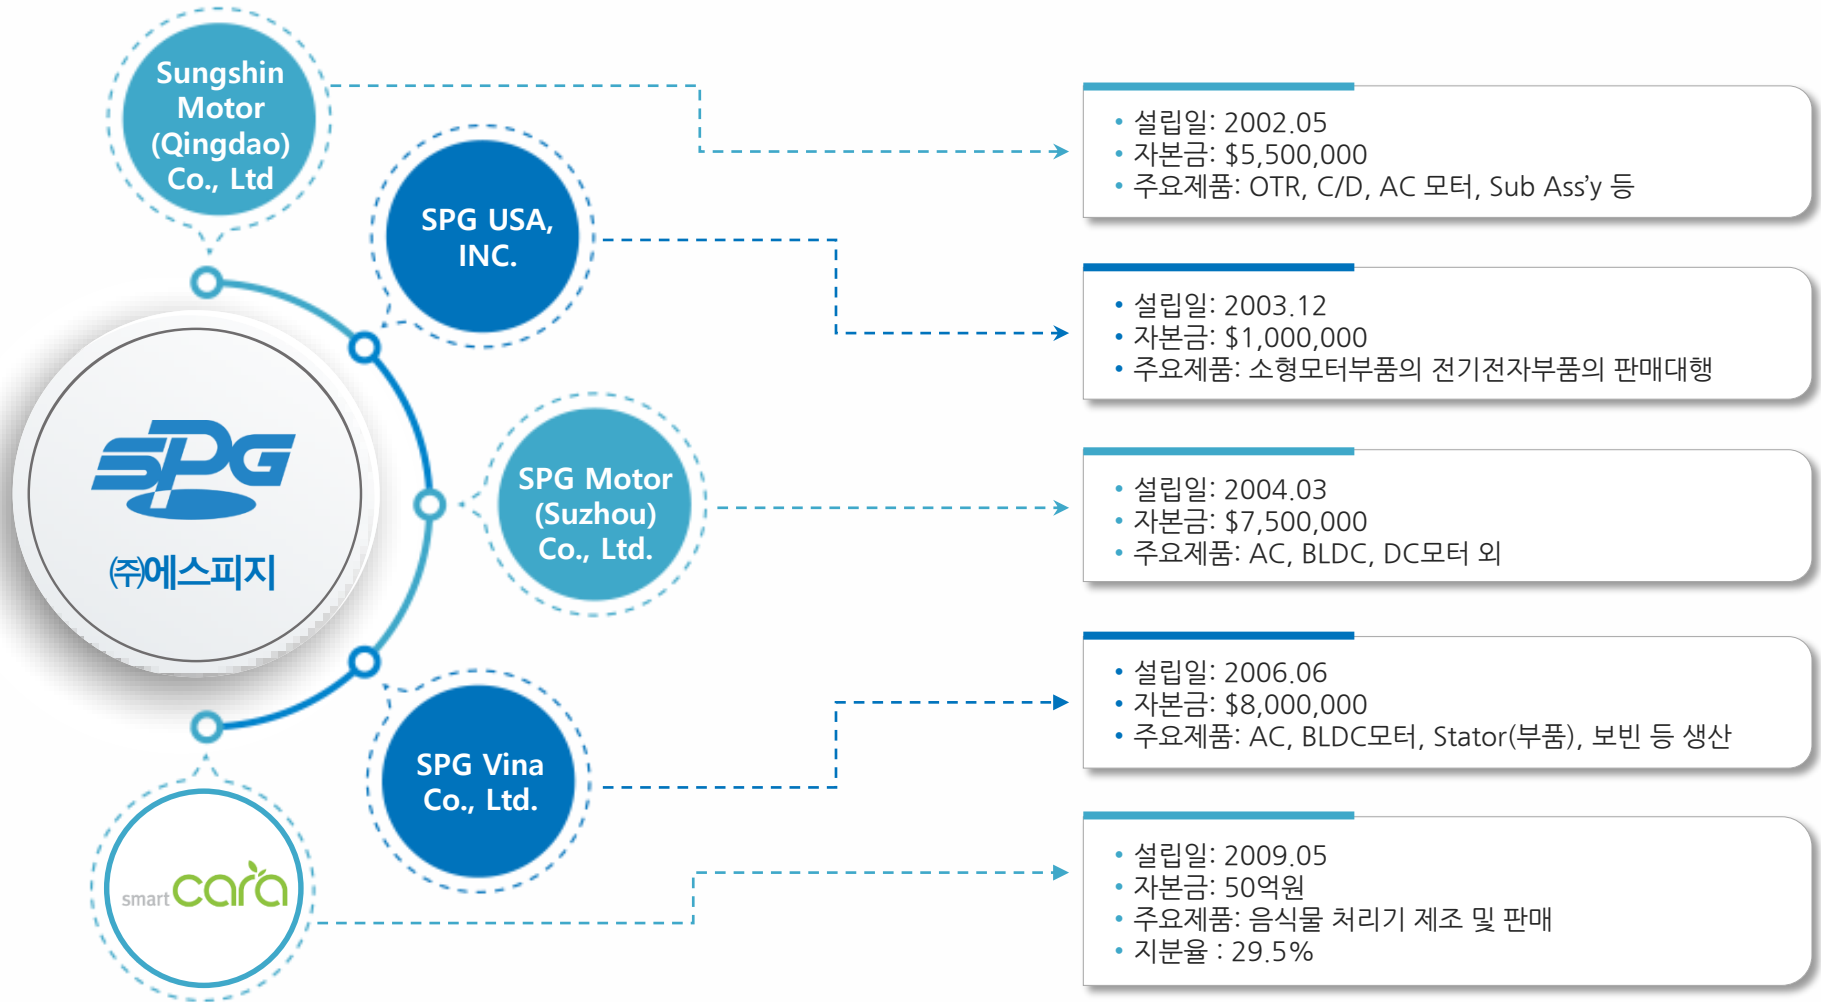 Sungshin
Motor
(Qingdao)
Co., Ltd
• 설립일: 2002.05
• 자본금: $5,500,000
• 주요제품: OTR, C/D, AC 모터, Sub Ass’y 등
SPG USA,
INC.
• 설립일: 2003.12
• 자본금: $1,000,000
• 주요제품: 소형모터부품의 전기전자부품의 판매대행
SPG
㈜에스피지
SPG Motor
(Suzhou)
Co., Ltd.
• 설립일: 2004.03
• 자본금: $7,500,000
• 주요제품: AC, BLDC, DC모터 외
SPG Vina
Co., Ltd.
• 설립일: 2006.06
• 자본금: $8,000,000
• 주요제품: AC, BLDC모터, Stator(부품), 보빈 등 생산
smart cara
• 설립일: 2009.05
• 자본금: 50억원
• 주요제품: 음식물 처리기 제조 및 판매
• 지분율 : 29.5%